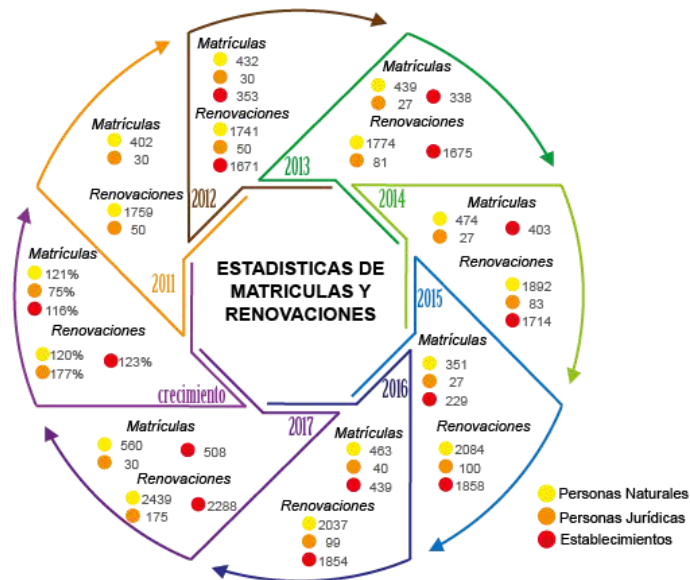 ESTADISTICAS DE
MATRICULAS Y
RENOVACIONES
2011
Matrículas
402
30
Renovaciones
1759
50
2012
Matrículas
432
30
353
Renovaciones
1741
50
1671
2013
Matrículas
439
27
338
Renovaciones
1774
81
1675
2014
Matrículas
474
27
403
Renovaciones
1892
83
1714
2015
Matrículas
351
27
229
Renovaciones
2084
100
1858
2016
Matrículas
463
40
439
Renovaciones
2037
99
1854
2017
Matrículas
560
30
508
Renovaciones
2439
175
2288
crecimiento
Matrículas
121%
75%
116%
Renovaciones
120%
177%
123%
Personas Naturales
Personas Jurídicas
Establecimientos